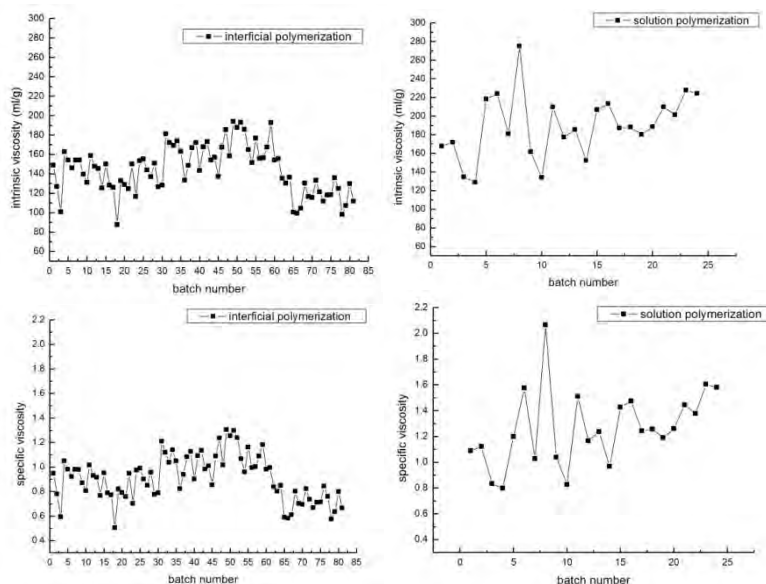 interficial polymerization
intrinsic viscosity (ml/g)
300
280
260
240
220
200
180
160
140
120
100
80
60
0 5 10 15 20 25 30 35 40 45 50 55 60 65 70 75 80 85
batch number
solution polymerization
intrinsic viscosity (ml/g)
300
280
260
240
220
200
180
160
140
120
100
80
60
0 5 10 15 20 25
batch number
interficial polymerization
specific viscosity
2.2
2.0
1.8
1.6
1.4
1.2
1.0
0.8
0.6
0.4
0 5 10 15 20 25 30 35 40 45 50 55 60 65 70 75 80 85
batch number
solution polymerization
specific viscosity
2.2
2.0
1.8
1.6
1.4
1.2
1.0
0.8
0.6
0.4
0 5 10 15 20 25
batch number